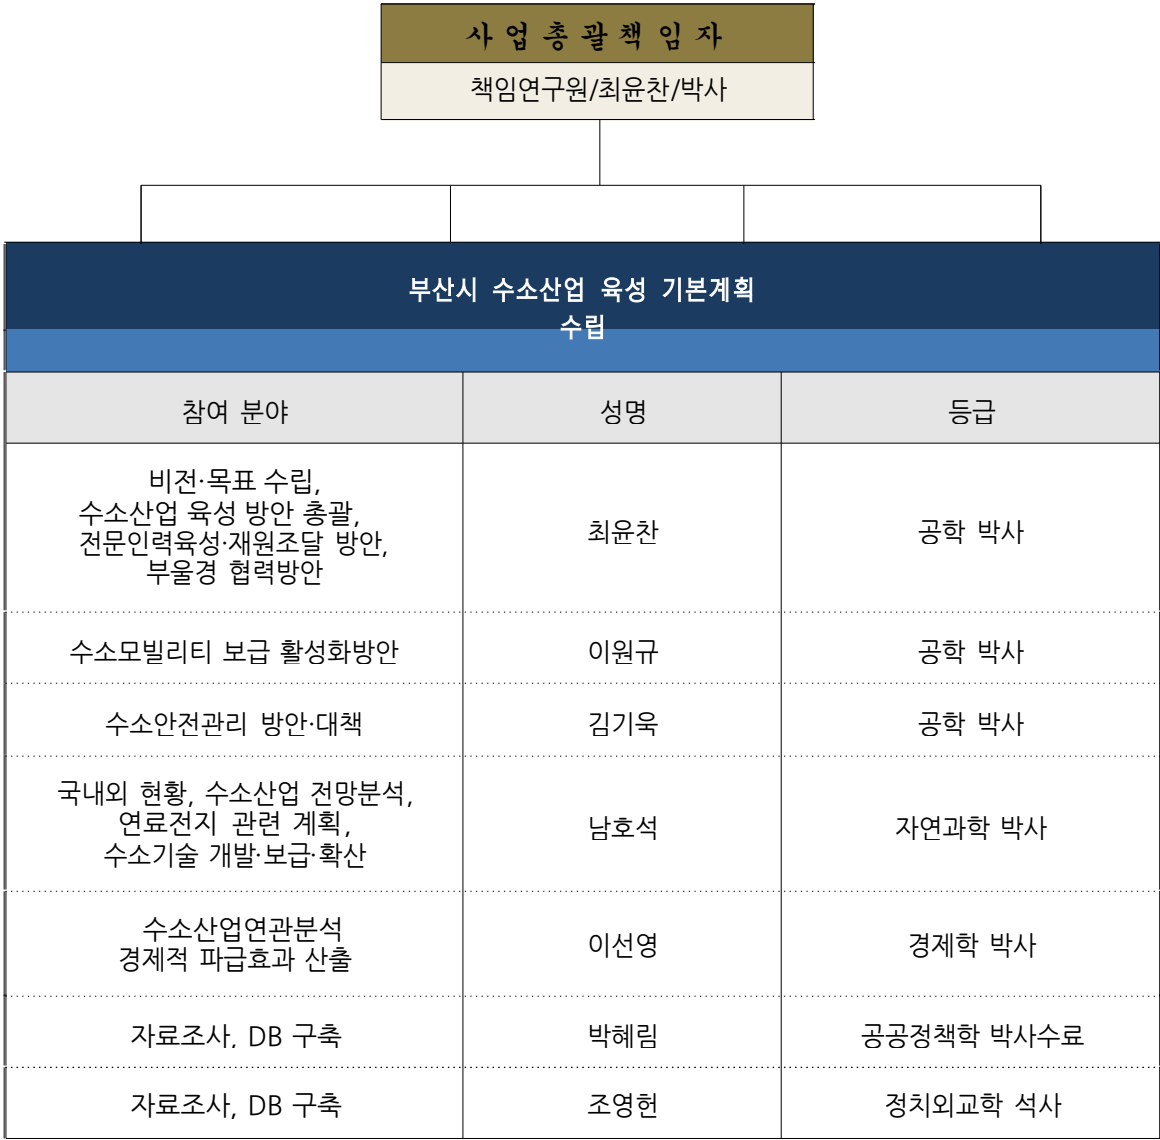 사업총괄책임자
책임연구원/최윤찬/박사
부산시 수소산업 육성 기본계획
수립
참여 분야
성명
등급
비전·목표 수립,
수소산업 육성 방안 총괄,
전문인력육성·재원조달 방안,
부울경 협력방안
최윤찬
공학 박사
수소모빌리티 보급 활성화방안
이원규
공학 박사
수소안전관리 방안·대책
김기욱
공학 박사
국내외 현황, 수소산업 전망분석,
연료전지 관련 계획,
수소기술 개발·보급·확산
남호석
자연과학 박사
수소산업연관분석
경제적 파급효과 산출
이선영
경제학 박사
자료조사, DB 구축
박혜림
공공정책학 박사수료
자료조사, DB 구축
조영헌
정치외교학 석사